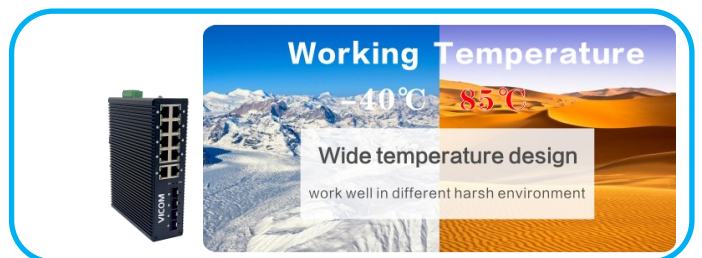 Working Temperature
-40℃ 85℃
Wide temperature design
work well in different harsh environment
VICOM